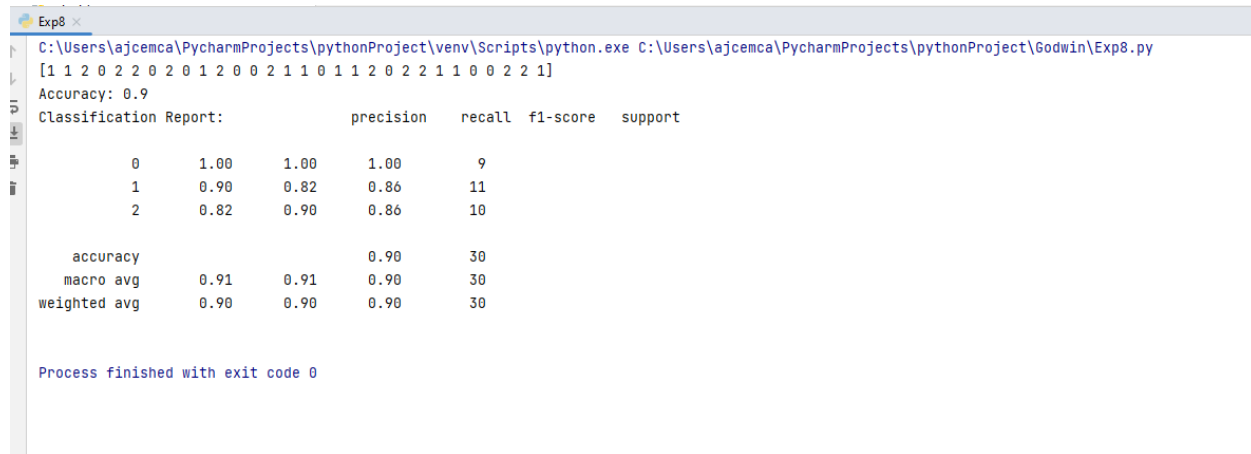 Exp8 ×
C:\Users\ajcemca\PycharmProjects\pythonProject\venv\Scripts\python.exe C:\Users\ajcemca\PycharmProjects\pythonProject\Godwin\Exp8.py
[1 1 2 0 2 2 0 2 0 1 2 0 0 2 1 1 0 1 1 2 0 2 2 1 1 0 0 2 2 1]
Accuracy: 0.9
Classification Report:               precision    recall  f1-score   support

           0       1.00      1.00      1.00         9
           1       0.90      0.82      0.86        11
           2       0.82      0.90      0.86        10

    accuracy                           0.90        30
   macro avg       0.91      0.91      0.90        30
weighted avg       0.90      0.90      0.90        30

Process finished with exit code 0